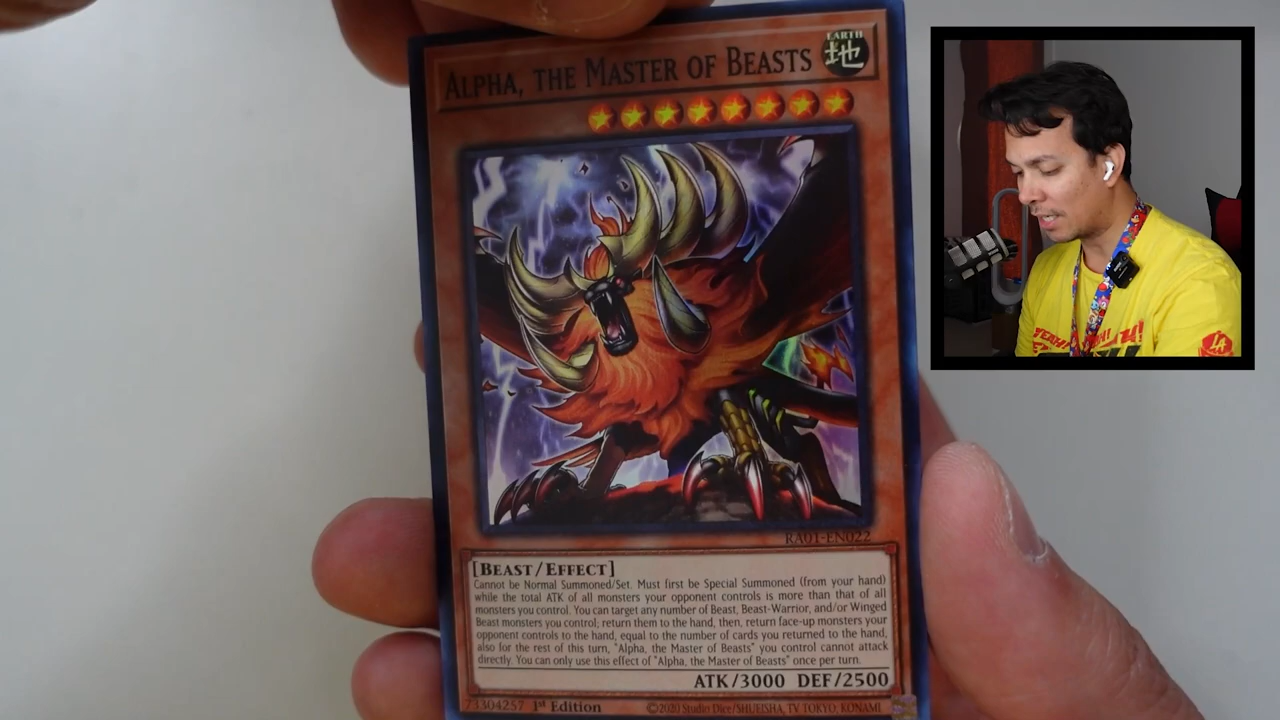 ALPHA, THE MASTER OF BEASTS
EARTH
地
RA01-EN022
[BEAST/EFFECT]
Cannot be Normal Summoned/Set. Must first be Special Summoned (from your hand)
while the total ATK of all monsters your opponent controls is more than that of all
monsters you control. You can target any number of Beast, Beast-Warrior, and/or Winged
Beast monsters you control; return them to the hand, then, return face-up monsters your
opponent controls to the hand, equal to the number of cards you returned to the hand,
also for the rest of this turn, "Alpha, the Master of Beasts" you control cannot attack
directly. You can only use this effect of "Alpha, the Master of Beasts" once per turn.
ATK/3000 DEF/2500
73304257 1st Edition ©2020 Studio Dice/SHUEISHA, TV TOKYO, KONAMI